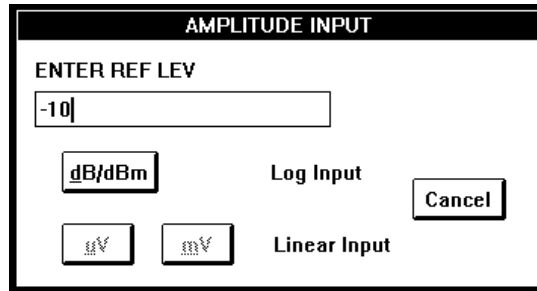 AMPLITUDE INPUT
ENTER REF LEV
-10
dB/dBm Log Input
Cancel
uV mV Linear Input